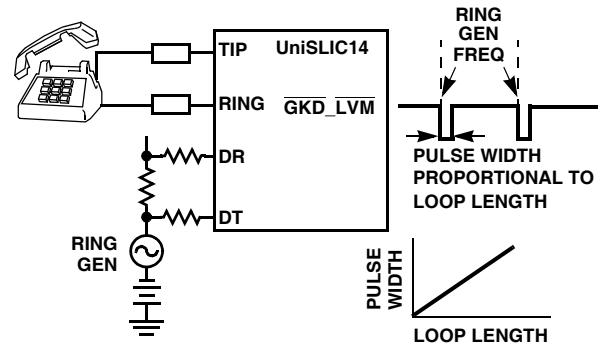 TIP
UniSLIC14
RING
GKD_LVM
DR
DT
RING
GEN
RING
GEN
FREQ
PULSE WIDTH
PROPORTIONAL TO
LOOP LENGTH
PULSE
WIDTH
LOOP LENGTH